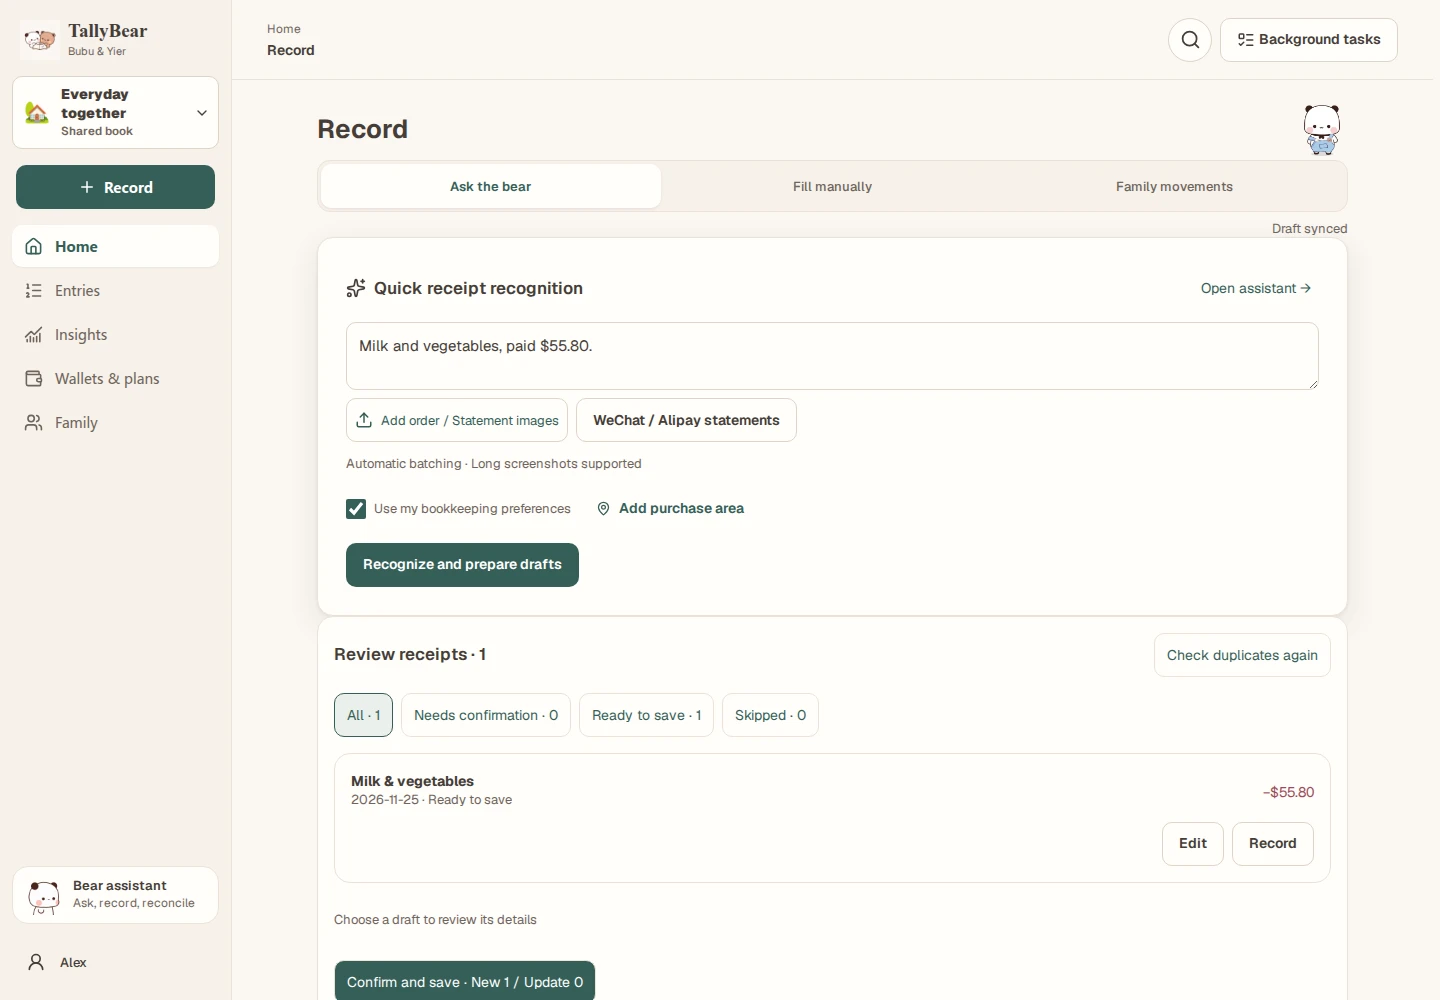 TallyBear
Bubu & Yier
Everyday
together
Shared book
Record
Home
Entries
Insights
Wallets & plans
Family
Bear assistant
Ask, record, reconcile
Alex
Home
Record
Background tasks
Record
Ask the bear
Fill manually
Family movements
Draft synced
Quick receipt recognition
Open assistant →
Milk and vegetables, paid $55.80.
Add order / Statement images
WeChat / Alipay statements
Automatic batching · Long screenshots supported
Use my bookkeeping preferences
Add purchase area
Recognize and prepare drafts
Review receipts · 1
Check duplicates again
All · 1
Needs confirmation · 0
Ready to save · 1
Skipped · 0
Milk & vegetables
2026-11-25 · Ready to save
−$55.80
Edit
Record
Choose a draft to review its details
Confirm and save · New 1 / Update 0